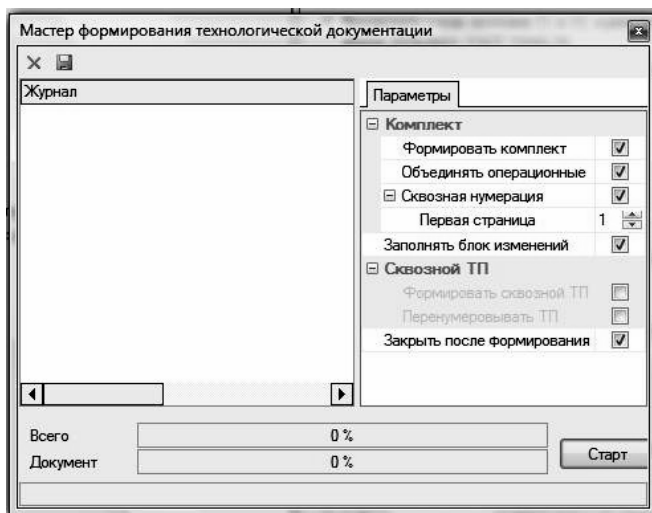 Мастер формирования технологической документации
Журнал
Параметры
Комплект
Формировать комплект
Объединять операционные
Сквозная нумерация
Первая страница 1
Заполнять блок изменений
Сквозной ТП
Формировать сквозной ТП
Перенумеровывать ТП
Закрыть после формирования
Всего 0 %
Документ 0 %
Старт